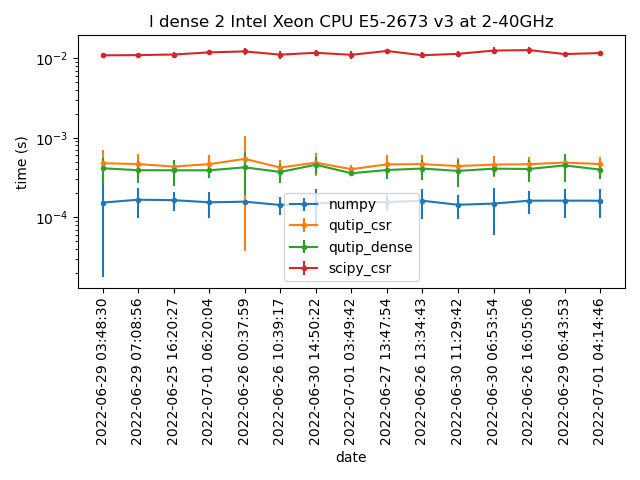 I dense 2 Intel Xeon CPU E5-2673 v3 at 2-40GHz
time (s)
10⁻²
10⁻³
10⁻⁴
numpy
qutip_csr
qutip_dense
scipy_csr
2022-06-29 03:48:30
2022-06-29 07:08:56
2022-06-25 16:20:27
2022-07-01 06:20:04
2022-06-26 00:37:59
2022-06-26 10:39:17
2022-06-30 14:50:22
2022-07-01 03:49:42
2022-06-27 13:47:54
2022-06-26 13:34:43
2022-06-30 11:29:42
2022-06-30 06:53:54
2022-06-26 16:05:06
2022-06-29 06:43:53
2022-07-01 04:14:46
date